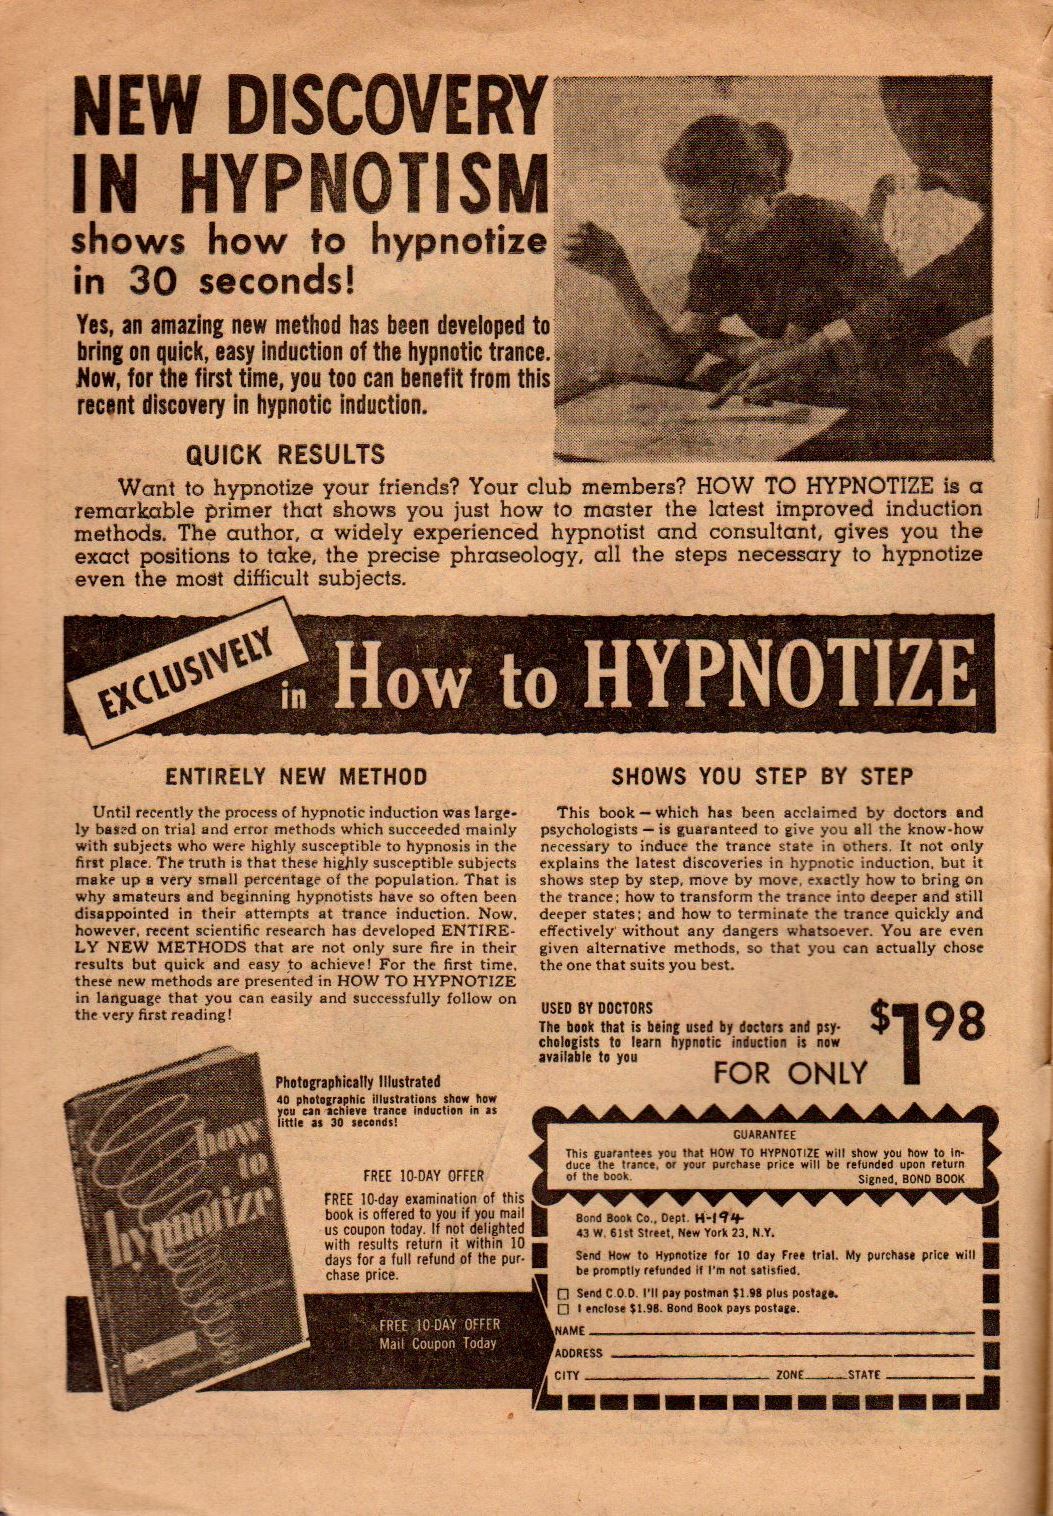 NEW DISCOVERY
IN HYPNOTISM
shows how to hypnotize
in 30 seconds!
Yes, an amazing new method has been developed to
bring on quick, easy induction of the hypnotic trance.
Now, for the first time, you too can benefit from this
recent discovery in hypnotic induction.
QUICK RESULTS
Want to hypnotize your friends? Your club members? HOW TO HYPNOTIZE is a
remarkable primer that shows you just how to master the latest improved induction
methods. The author, a widely experienced hypnotist and consultant, gives you the
exact positions to take, the precise phraseology, all the steps necessary to hypnotize
even the most difficult subjects.
EXCLUSIVELY
in How to HYPNOTIZE
ENTIRELY NEW METHOD
Until recently the process of hypnotic induction was large-
ly based on trial and error methods which succeeded mainly
with subjects who were highly susceptible to hypnosis in the
first place. The truth is that these highly susceptible subjects
make up a very small percentage of the population. That is
why amateurs and beginning hypnotists have so often been
disappointed in their attempts at trance induction. Now,
however, recent scientific research has developed ENTIRE-
LY NEW METHODS that are not only sure fire in their
results but quick and easy to achieve! For the first time,
these new methods are presented in HOW TO HYPNOTIZE
in language that you can easily and successfully follow on
the very first reading!
SHOWS YOU STEP BY STEP
This book — which has been acclaimed by doctors and
psychologists — is guaranteed to give you all the know-how
necessary to induce the trance state in others. It not only
explains the latest discoveries in hypnotic induction, but it
shows step by step, move by move, exactly how to bring on
the trance; how to transform the trance into deeper and still
deeper states; and how to terminate the trance quickly and
effectively without any dangers whatsoever. You are even
given alternative methods, so that you can actually chose
the one that suits you best.
USED BY DOCTORS
The book that is being used by doctors and psy-
chologists to learn hypnotic induction is now
available to you
FOR ONLY $1.98
how
to
hypnotize
Photographically Illustrated
40 photographic illustrations show how
you can achieve trance induction in as
little as 30 seconds!
FREE 10-DAY OFFER
FREE 10-day examination of this
book is offered to you if you mail
us coupon today. If not delighted
with results return it within 10
days for a full refund of the pur-
chase price.
FREE 10-DAY OFFER
Mail Coupon Today
GUARANTEE
This guarantees you that HOW TO HYPNOTIZE will show you how to in-
duce the trance, or your purchase price will be refunded upon return
of the book. Signed, BOND BOOK
Bond Book Co., Dept. H-194
43 W. 61st Street, New York 23, N.Y.
Send How to Hypnotize for 10 day Free trial. My purchase price will
be promptly refunded if I'm not satisfied.
Send C.O.D. I'll pay postman $1.98 plus postage.
I enclose $1.98. Bond Book pays postage.
NAME
ADDRESS
CITY ZONE STATE